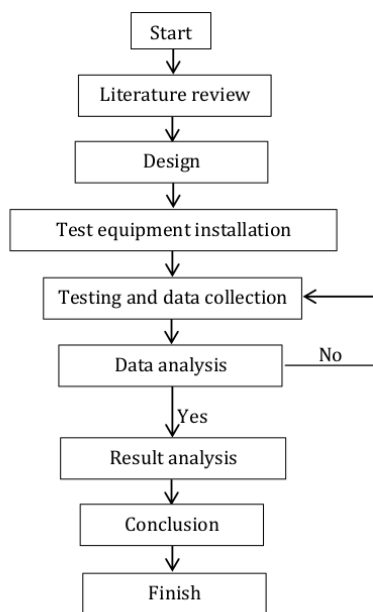 Start
Literature review
Design
Test equipment installation
Testing and data collection
Data analysis
No
Yes
Result analysis
Conclusion
Finish